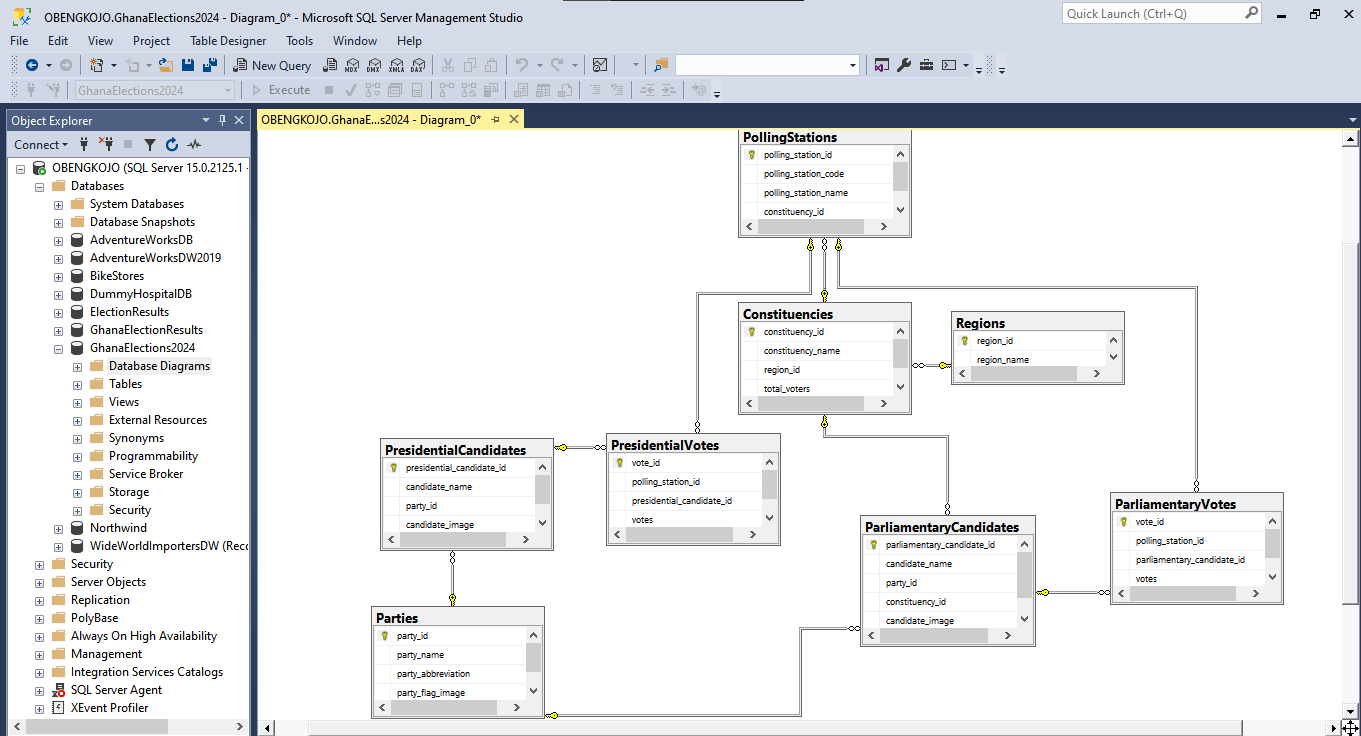 OBENGKOJO.GhanaElections2024 - Diagram_0* - Microsoft SQL Server Management Studio
Quick Launch (Ctrl+Q)
File Edit View Project Table Designer Tools Window Help
New Query
MDX DMX XMLA DAX
GhanaElections2024
Execute
Object Explorer
Connect
OBENGKOJO (SQL Server 15.0.2125.1 -
Databases
System Databases
Database Snapshots
AdventureWorksDB
AdventureWorksDW2019
BikeStores
DummyHospitalDB
ElectionResults
GhanaElectionResults
GhanaElections2024
Database Diagrams
Tables
Views
External Resources
Synonyms
Programmability
Service Broker
Storage
Security
Northwind
WideWorldImportersDW (Reco
Security
Server Objects
Replication
PolyBase
Always On High Availability
Management
Integration Services Catalogs
SQL Server Agent
XEvent Profiler
OBENGKOJO.GhanaE...s2024 - Diagram_0*
PollingStations
polling_station_id
polling_station_code
polling_station_name
constituency_id
Constituencies
constituency_id
constituency_name
region_id
total_voters
Regions
region_id
region_name
PresidentialCandidates
presidential_candidate_id
candidate_name
party_id
candidate_image
PresidentialVotes
vote_id
polling_station_id
presidential_candidate_id
votes
ParliamentaryCandidates
parliamentary_candidate_id
candidate_name
party_id
constituency_id
candidate_image
ParliamentaryVotes
vote_id
polling_station_id
parliamentary_candidate_id
votes
Parties
party_id
party_name
party_abbreviation
party_flag_image